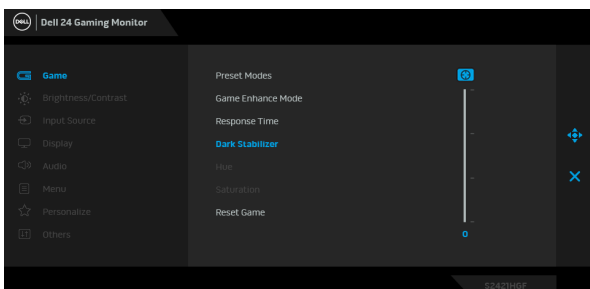 DELL
Dell 24 Gaming Monitor
Game
Brightness/Contrast
Input Source
Display
Audio
Menu
Personalize
Others
Preset Modes
Game Enhance Mode
Response Time
Dark Stabilizer
Hue
Saturation
Reset Game
0
S2421HGF